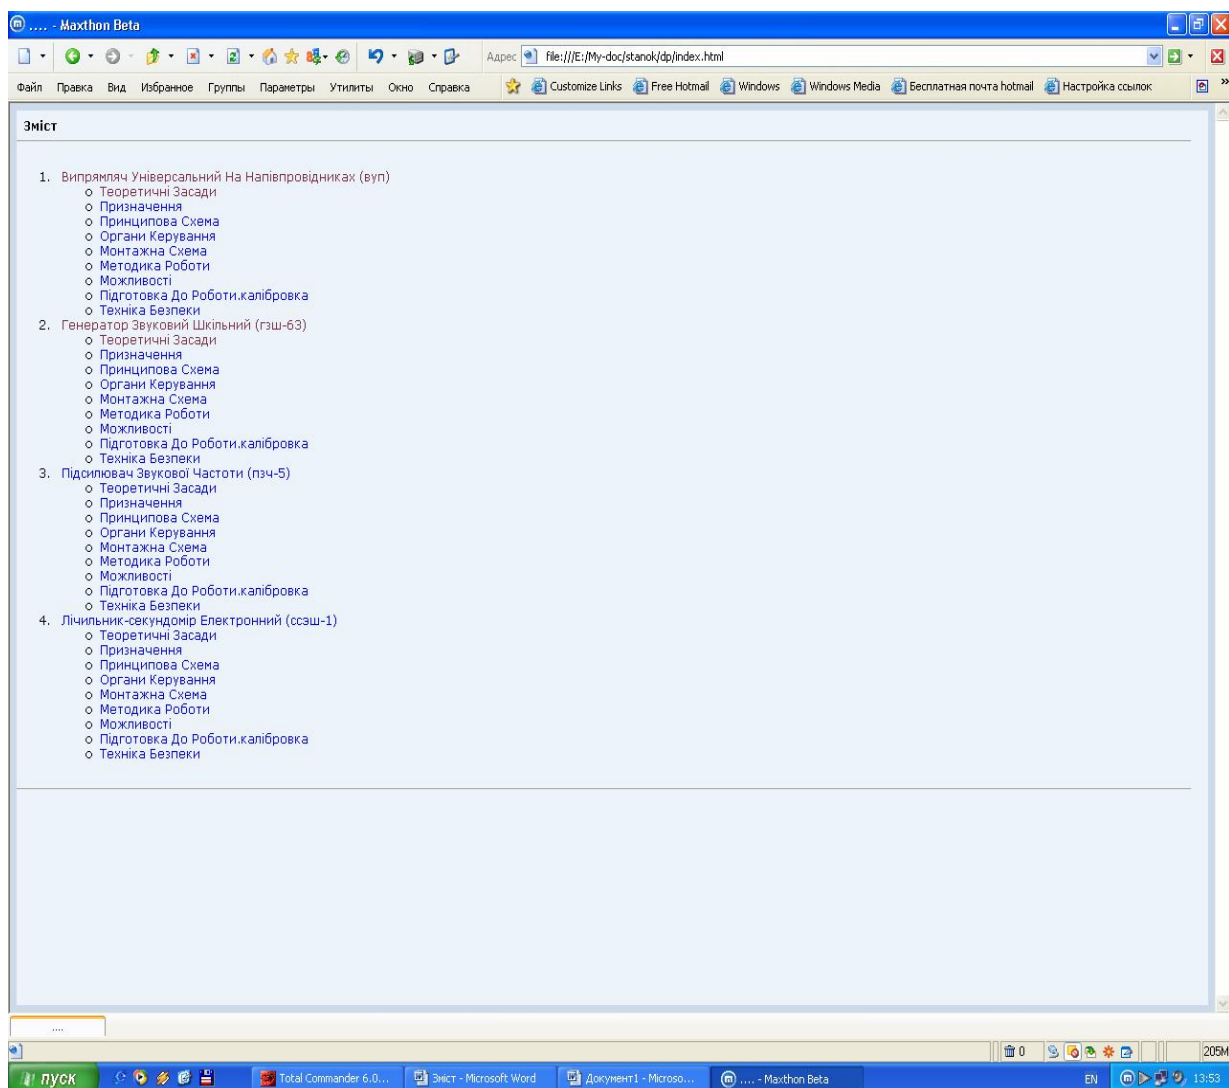 .... - Maxthon Beta
Адрес file:///E:/My-doc/stanok/dp/index.html
Файл Правка Вид Избранное Группы Параметры Утилиты Окно Справка Customize Links Free Hotmail Windows Windows Media Бесплатная почта hotmail Настройка ссылок »
Зміст
1. Випрямляч Універсальний На Напівпровідниках (вуп)
o Теоретичні Засади
o Призначення
o Принципова Схема
o Органи Керування
o Монтажна Схема
o Методика Роботи
o Можливості
o Підготовка До Роботи.калібровка
o Техніка Безпеки
2. Генератор Звуковий Шкільний (гзш-63)
o Теоретичні Засади
o Призначення
o Принципова Схема
o Органи Керування
o Монтажна Схема
o Методика Роботи
o Можливості
o Підготовка До Роботи.калібровка
o Техніка Безпеки
3. Підсилювач Звукової Частоти (пзч-5)
o Теоретичні Засади
o Призначення
o Принципова Схема
o Органи Керування
o Монтажна Схема
o Методика Роботи
o Можливості
o Підготовка До Роботи.калібровка
o Техніка Безпеки
4. Лічильник-секундомір Електронний (ссэш-1)
o Теоретичні Засади
o Призначення
o Принципова Схема
o Органи Керування
o Монтажна Схема
o Методика Роботи
o Можливості
o Підготовка До Роботи.калібровка
o Техніка Безпеки
....
0 205M
пуск Total Commander 6.0... Зміст - Microsoft Word Документ1 - Microso... .... - Maxthon Beta EN 13:53